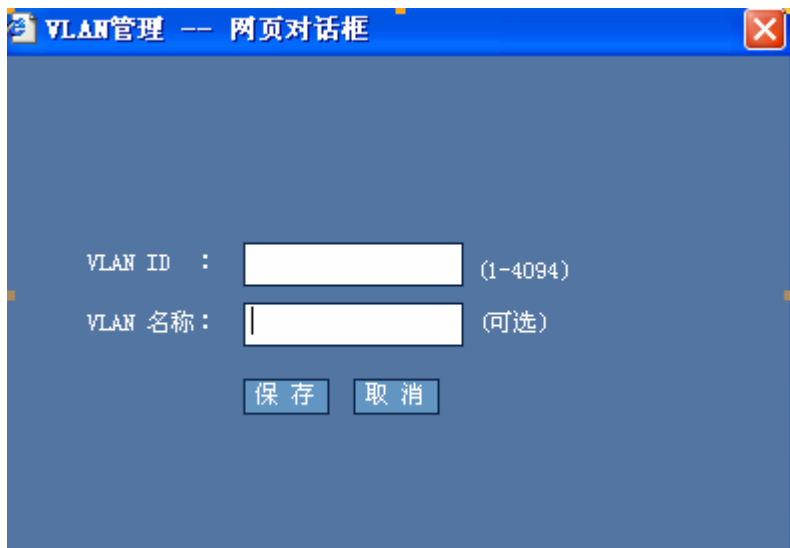 VLAN管理 -- 网页对话框
VLAN ID ： (1-4094)
VLAN 名称： (可选)
保 存 取 消